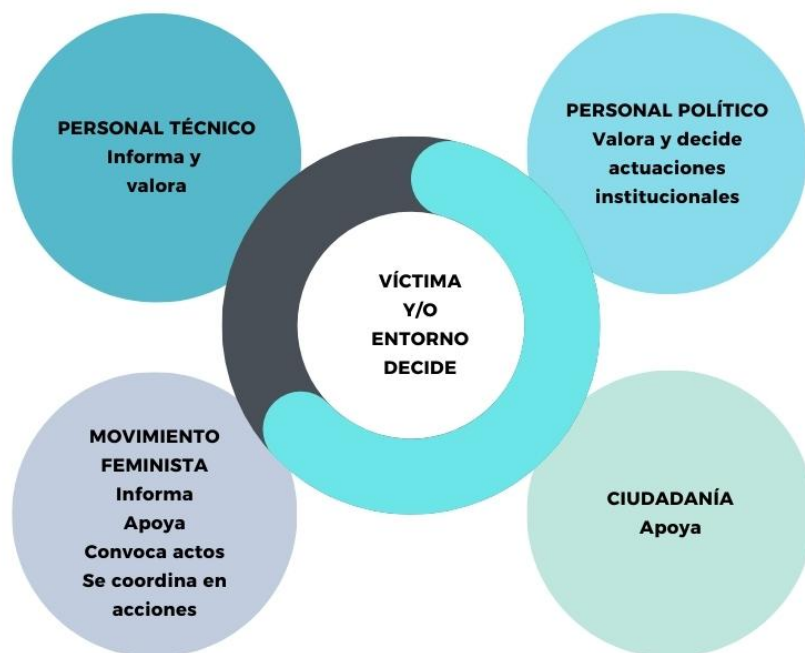 PERSONAL TÉCNICO
Informa y
valora
PERSONAL POLÍTICO
Valora y decide
actuaciones
institucionales
VÍCTIMA
Y/O
ENTORNO
DECIDE
MOVIMIENTO
FEMINISTA
Informa
Apoya
Convoca actos
Se coordina en
acciones
CIUDADANÍA
Apoya